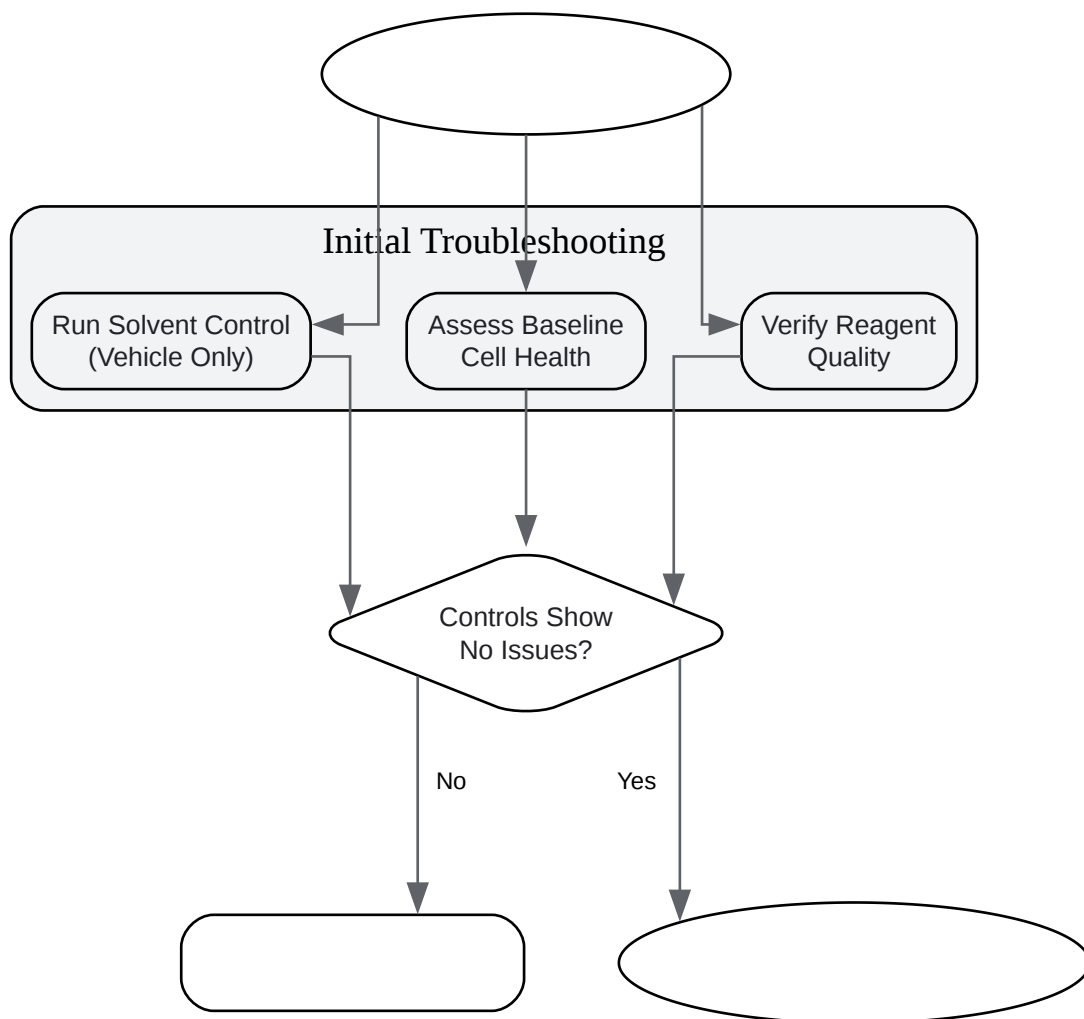 Initial Troubleshooting
Run Solvent Control
(Vehicle Only)
Assess Baseline
Cell Health
Verify Reagent
Quality
Controls Show
No Issues?
No
Yes